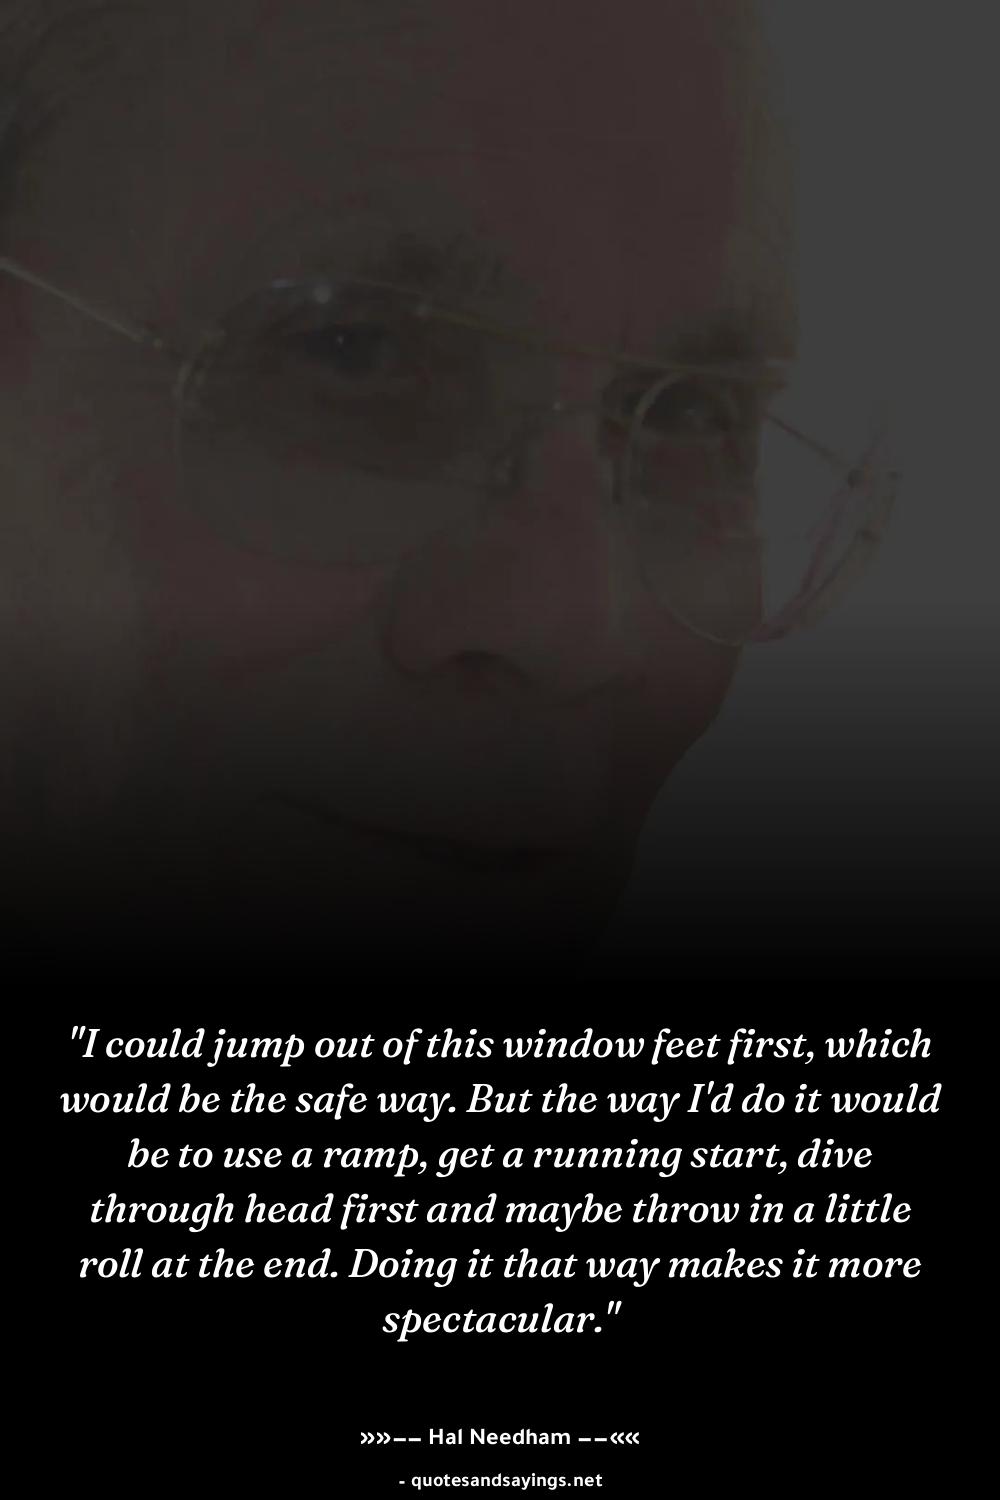 "I could jump out of this window feet first, which
would be the safe way. But the way I'd do it would
be to use a ramp, get a running start, dive
through head first and maybe throw in a little
roll at the end. Doing it that way makes it more
spectacular."
»»−− Hal Needham −−««
- quotesandsayings.net